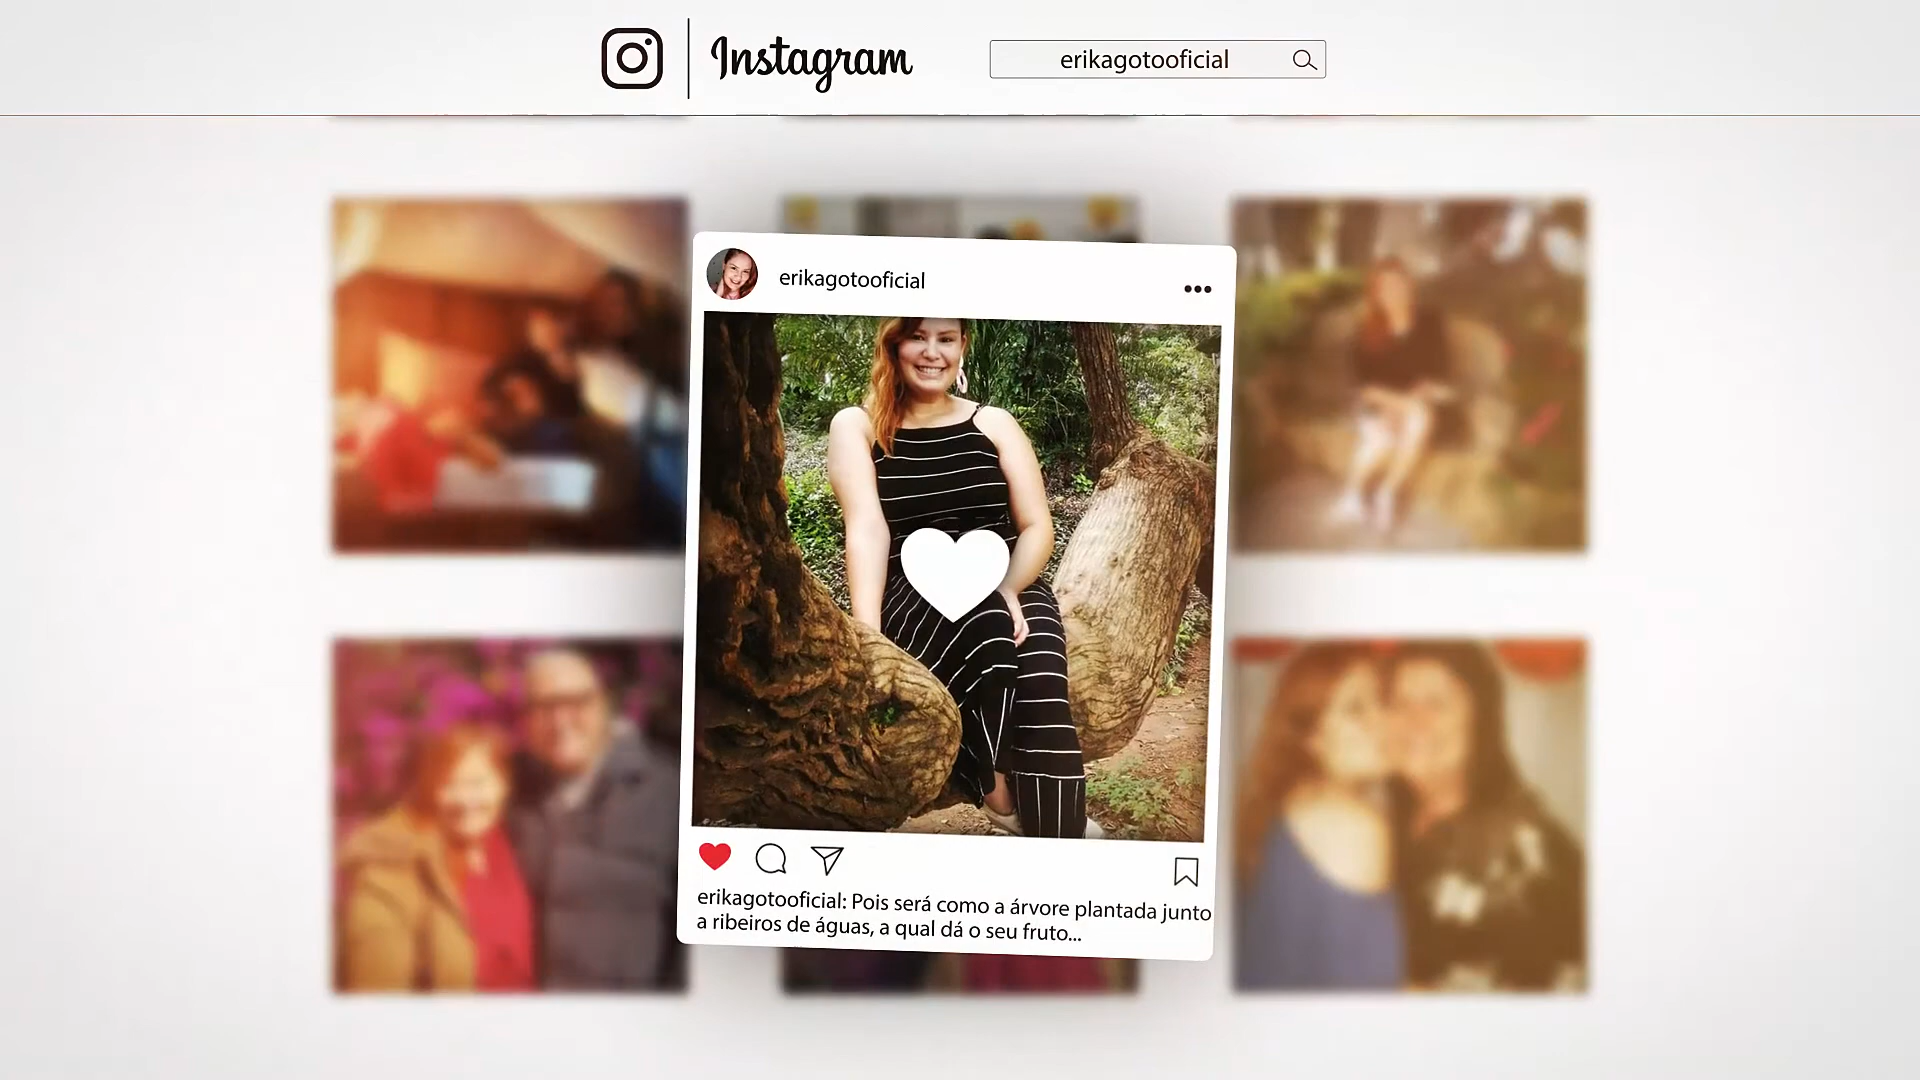 Instagram
erikagotooficial
erikagotooficial
erikagotooficial: Pois será como a árvore plantada junto
a ribeiros de águas, a qual dá o seu fruto...